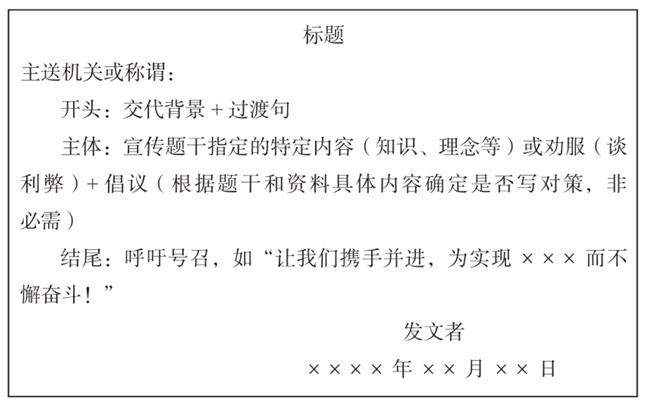 标题
主送机关或称谓：
开头：交代背景+过渡句
主体：宣传题干指定的特定内容（知识、理念等）或劝服（谈
利弊）+倡议（根据题干和资料具体内容确定是否写对策，非
必需）
结尾：呼吁号召，如“让我们携手并进，为实现×××而不
懈奋斗！”
发文者
××××年××月××日